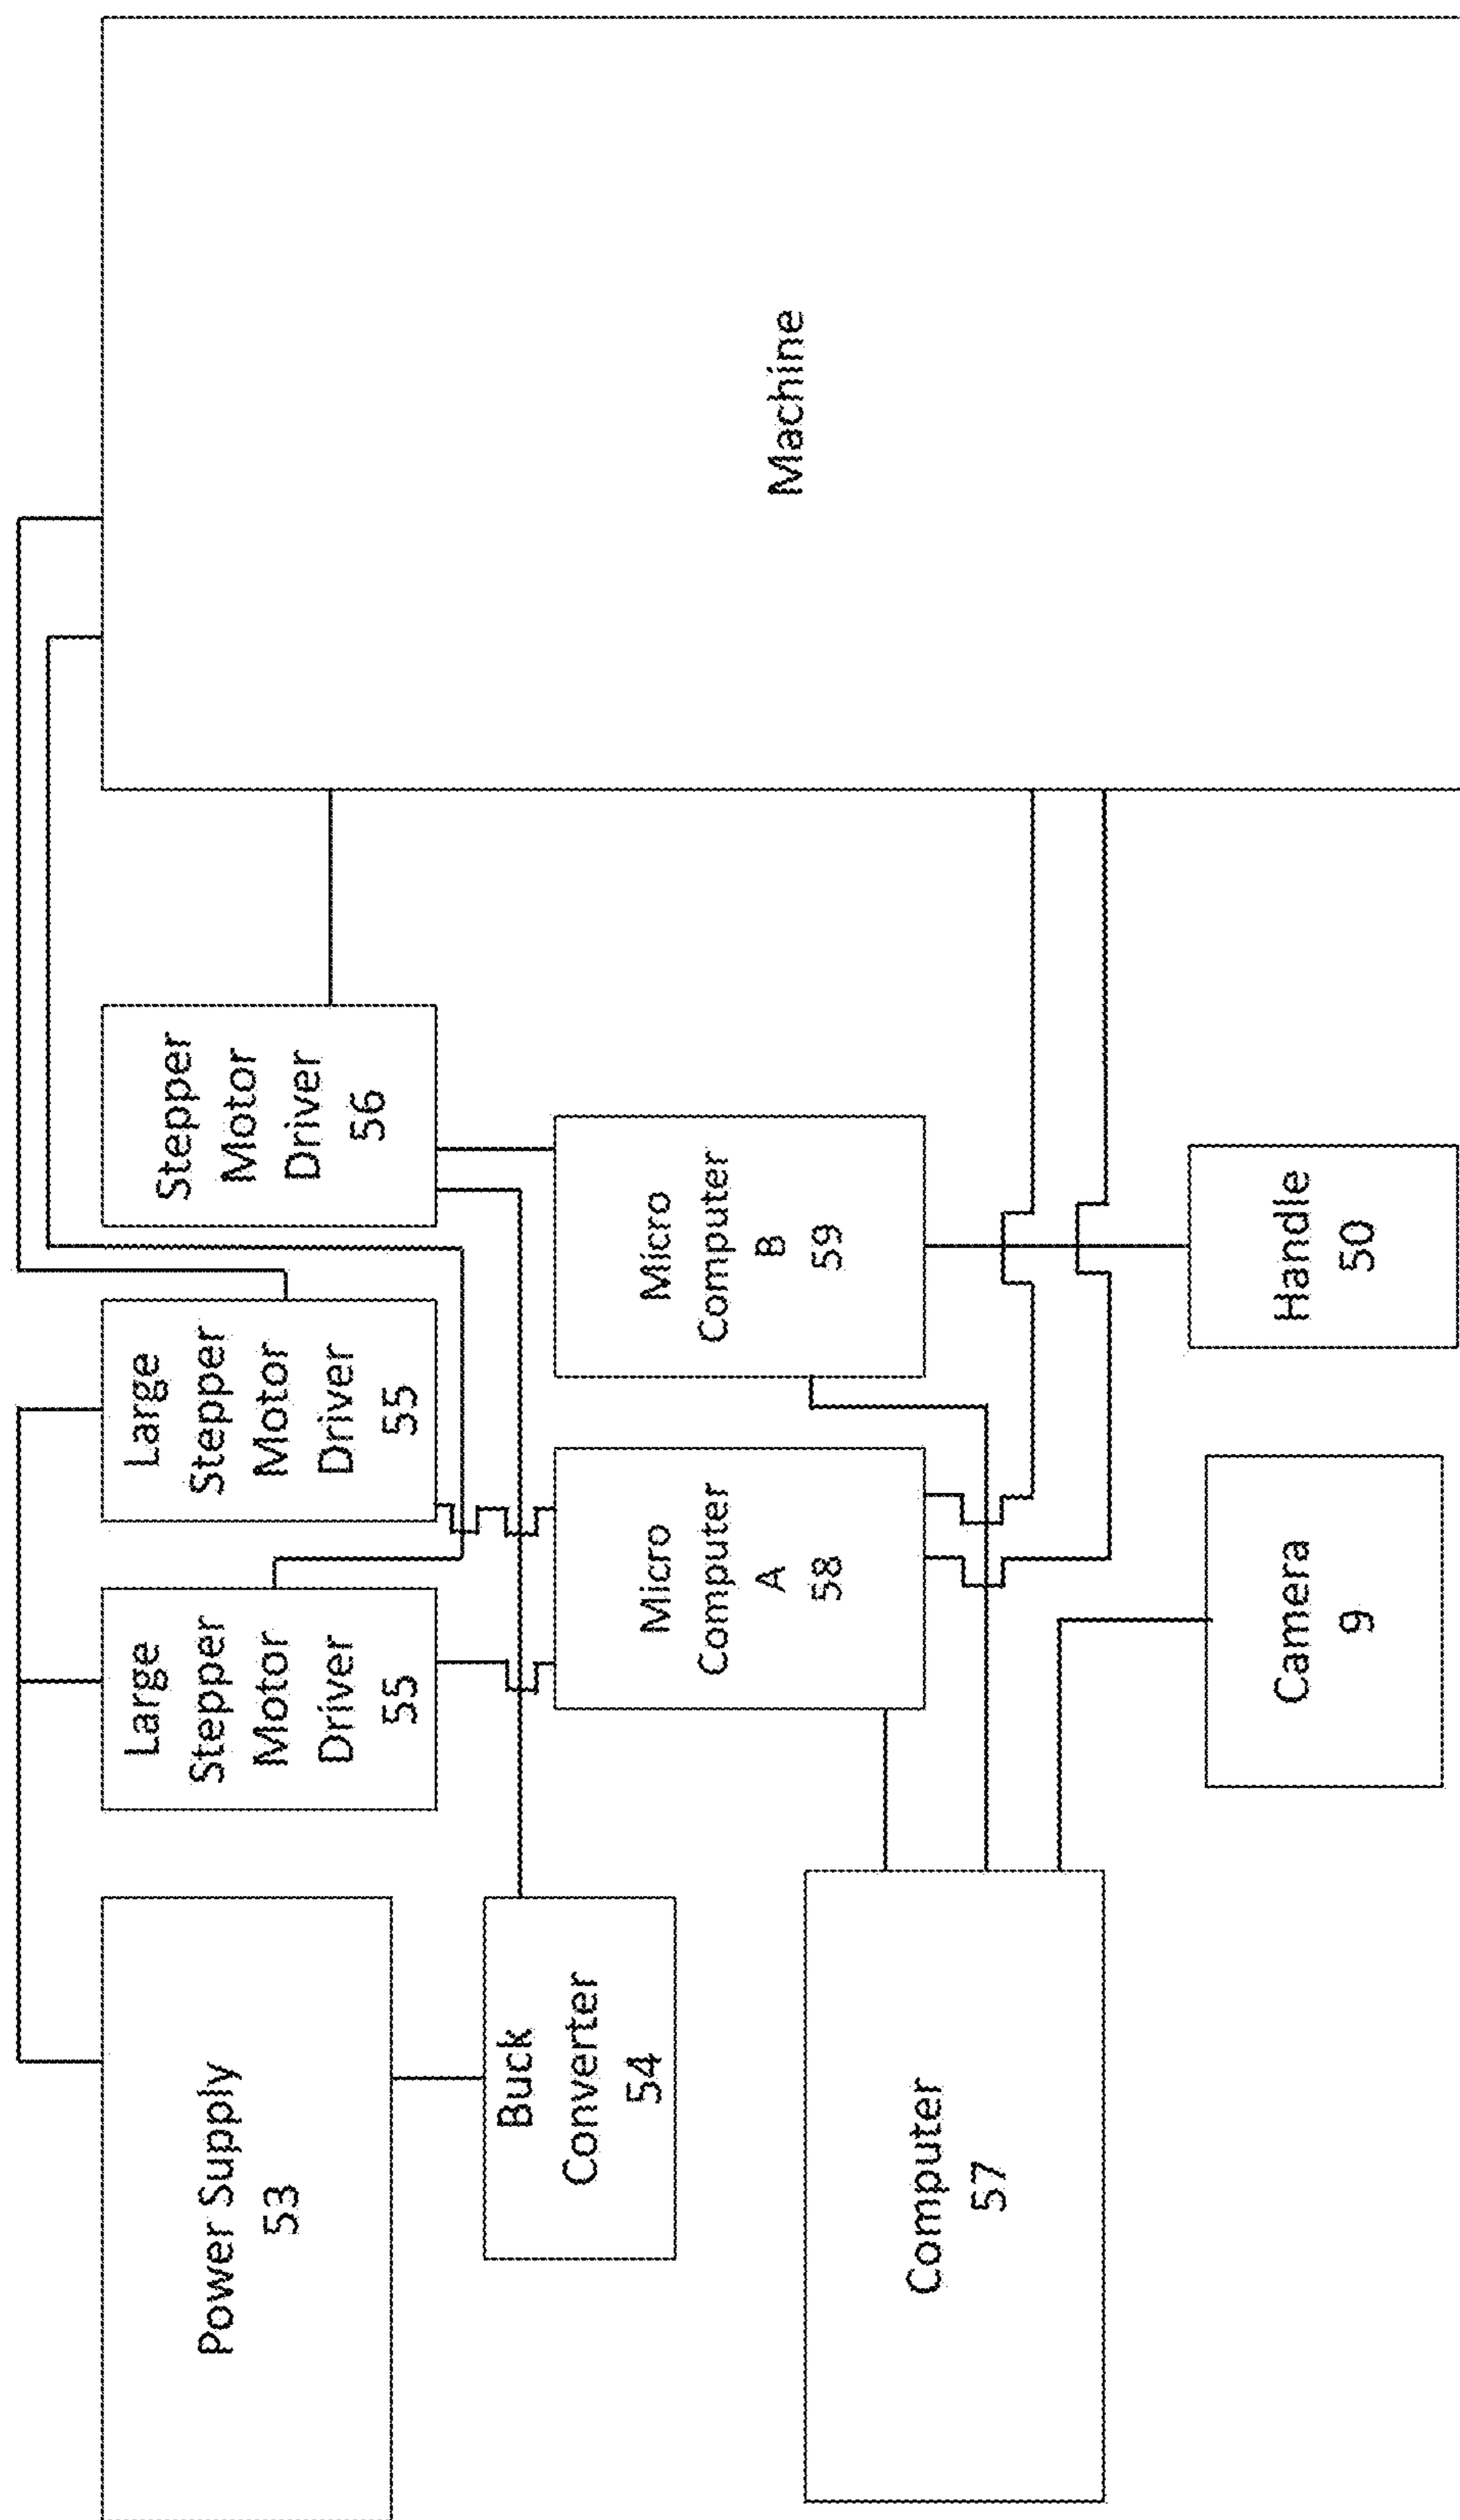 Power Supply
53
Large
Stepper
Motor
Driver
55
Large
Stepper
Motor
Driver
55
Stepper
Motor
Driver
56
Machine
Buck
Converter
54
Micro
Computer
A
58
Micro
Computer
B
59
Computer
57
Camera
9
Handle
50